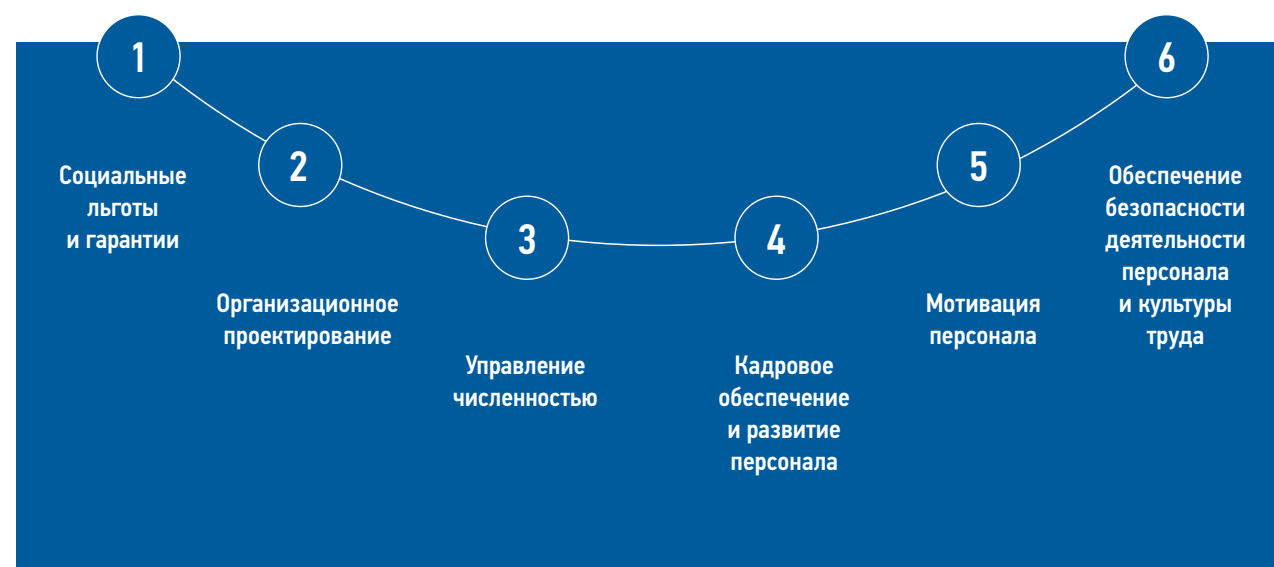 1
Социальные
льготы
и гарантии
2
Организационное
проектирование
3
Управление
численностью
4
Кадровое
обеспечение
и развитие
персонала
5
Мотивация
персонала
6
Обеспечение
безопасности
деятельности
персонала
и культуры
труда